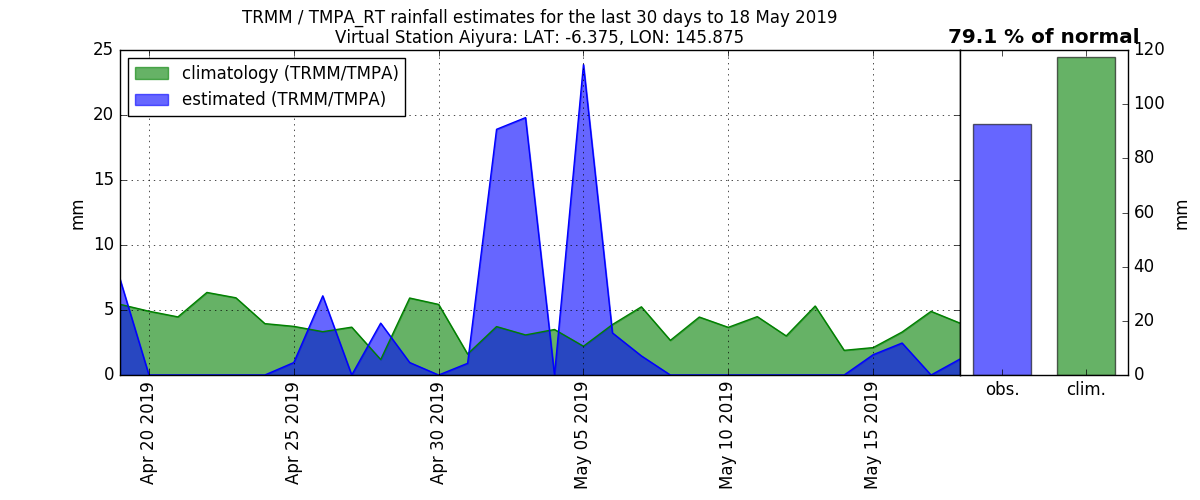 TRMM / TMPA_RT rainfall estimates for the last 30 days to 18 May 2019
Virtual Station Aiyura: LAT: -6.375, LON: 145.875
79.1 % of normal
climatology (TRMM/TMPA)
estimated (TRMM/TMPA)
25
20
15
10
5
0
mm
Apr 20 2019
Apr 25 2019
Apr 30 2019
May 05 2019
May 10 2019
May 15 2019
120
100
80
60
40
20
0
mm
obs.
clim.